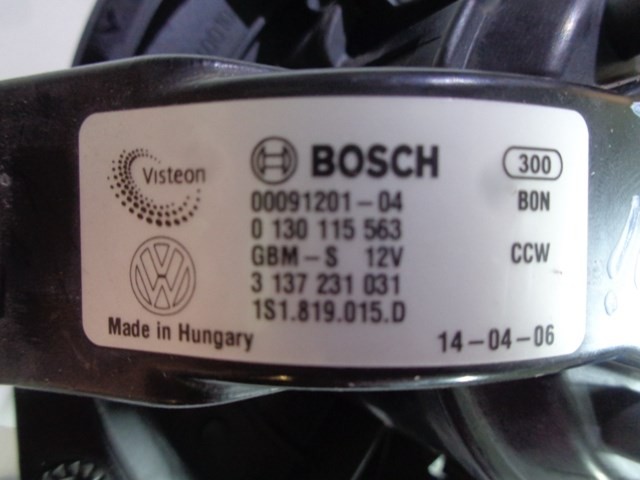 Visteon
BOSCH
300
00091201-04
BON
0 130 115 563
GBM-S 12V
CCW
3 137 231 031
1S1.819.015.D
Made in Hungary
14-04-06